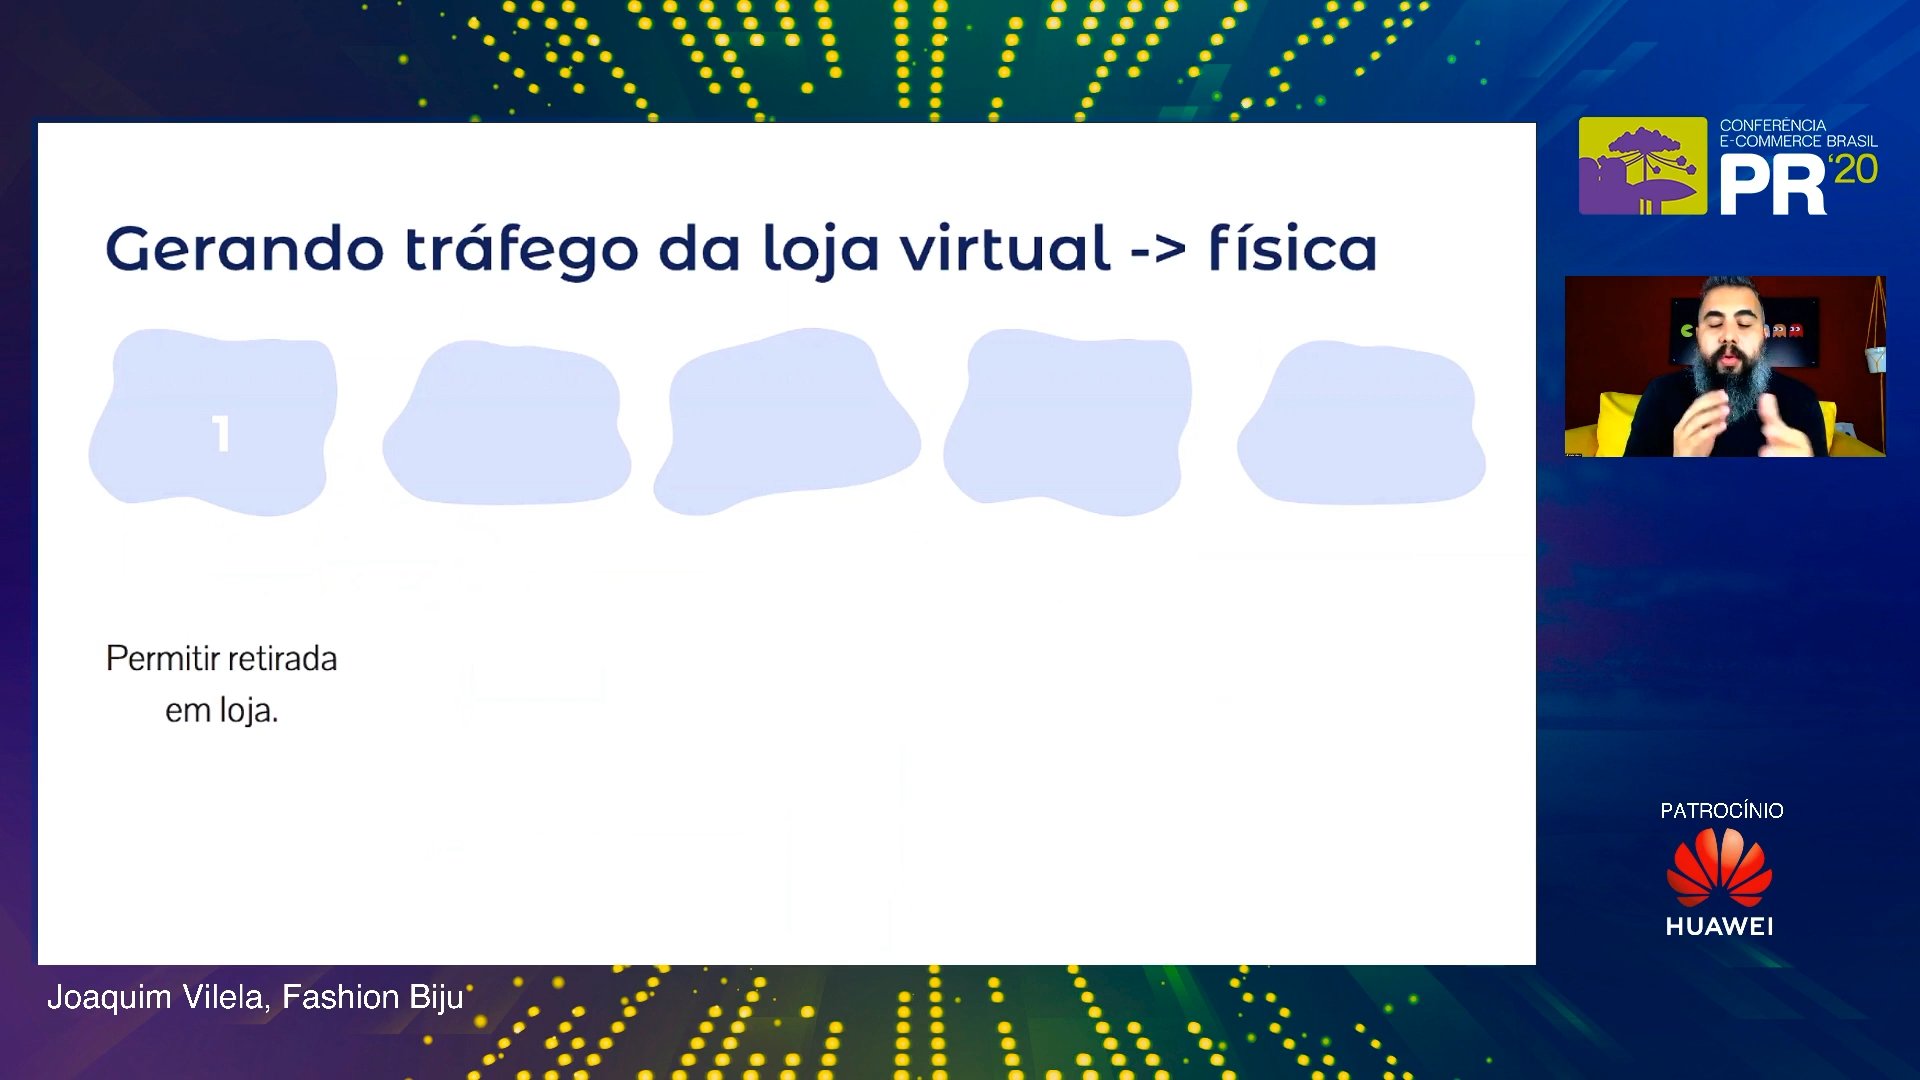 CONFERÊNCIA
E-COMMERCE BRASIL
PR'20
Gerando tráfego da loja virtual -> física
1
Permitir retirada
em loja.
PATROCÍNIO
HUAWEI
Joaquim Vilela, Fashion Biju